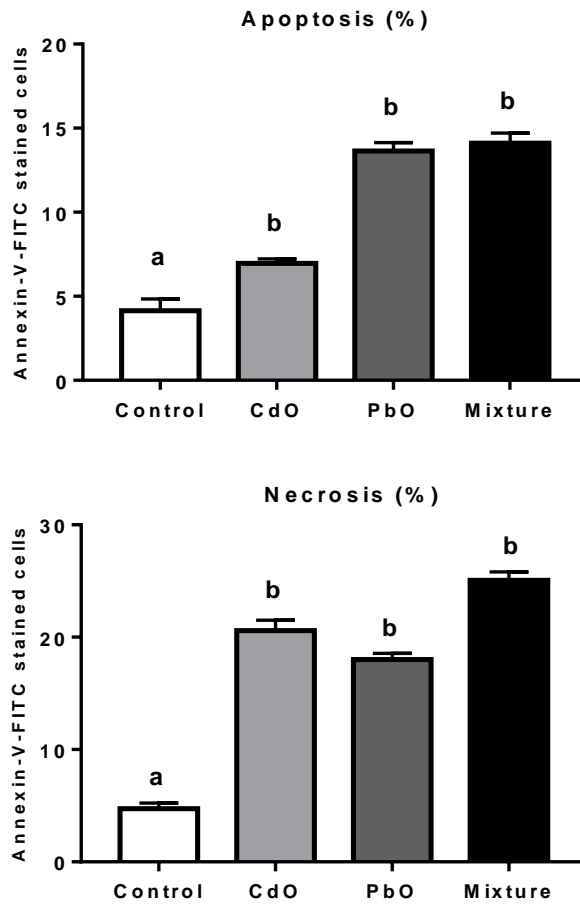 Apoptosis (%)
Annexin-V-FITC stained cells
20
15
10
5
0
a
b
b
b
Control CdO PbO Mixture
Necrosis (%)
Annexin-V-FITC stained cells
30
20
10
0
a
b
b
b
Control CdO PbO Mixture